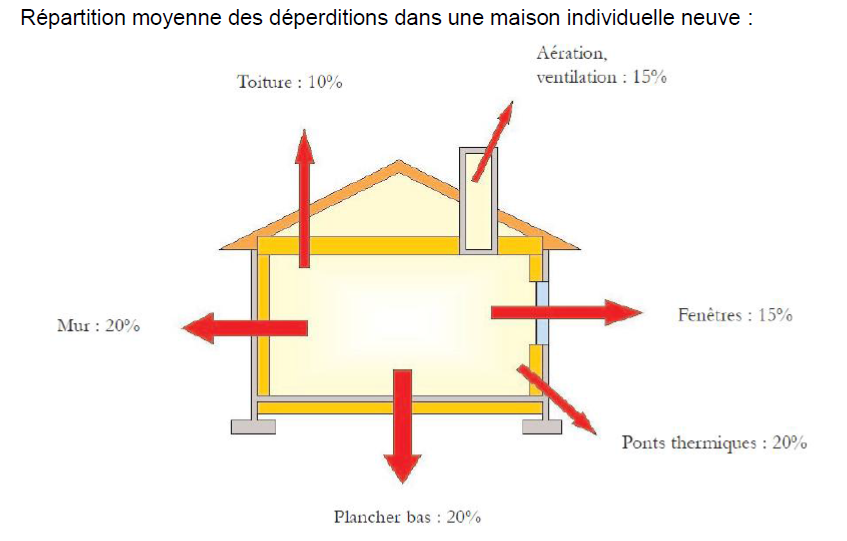 Répartition moyenne des déperditions dans une maison individuelle neuve :
Aération,
ventilation : 15%
Toiture : 10%
Mur : 20%
Fenêtres : 15%
Ponts thermiques : 20%
Plancher bas : 20%